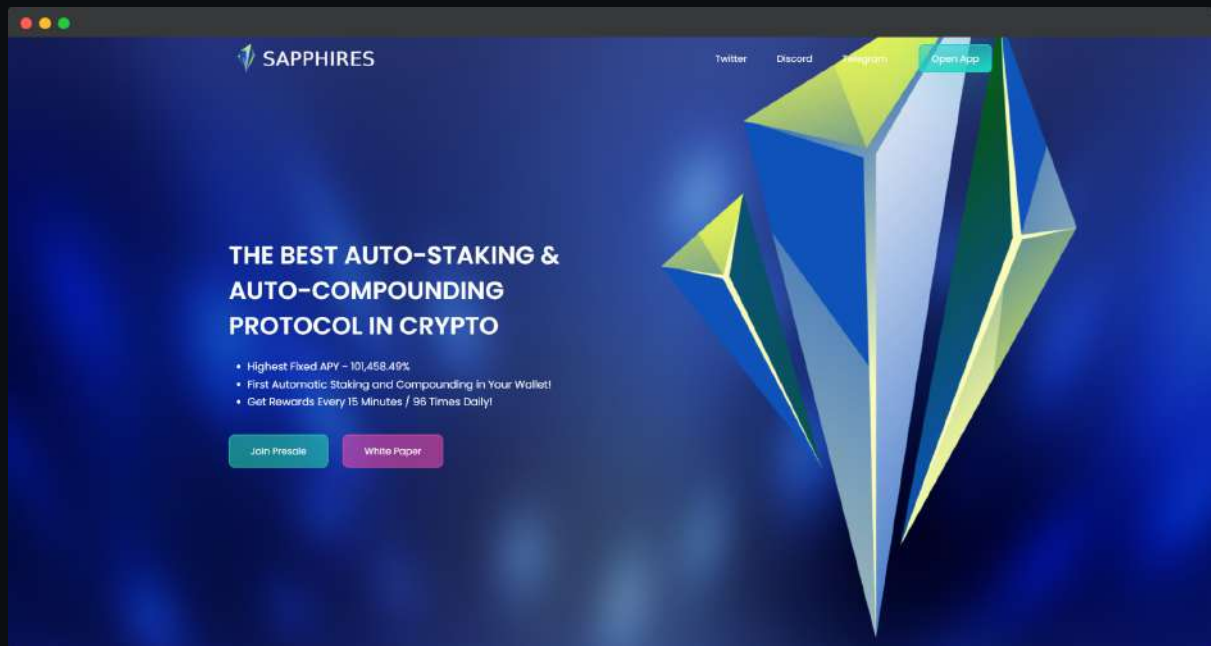 SAPPHIRES
Twitter Discord Telegram Open App
THE BEST AUTO-STAKING &
AUTO-COMPOUNDING
PROTOCOL IN CRYPTO
• Highest Fixed APY - 101,458.49%
• First Automatic Staking and Compounding in Your Wallet!
• Get Rewards Every 15 Minutes / 96 Times Daily!
Join Presale White Paper